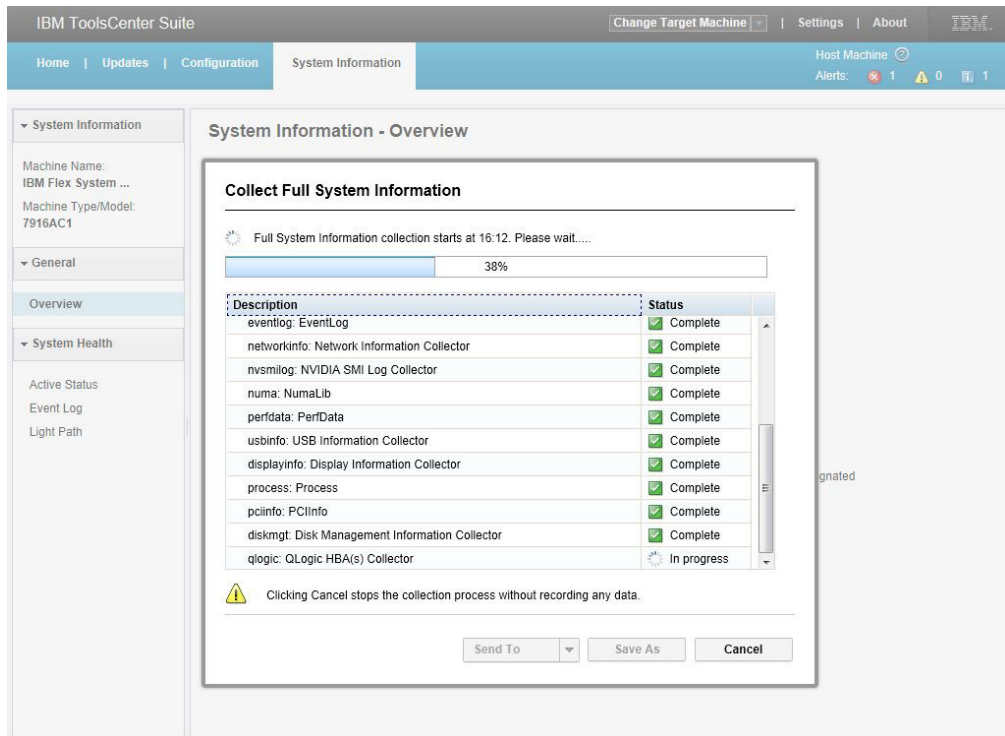 IBM ToolsCenter Suite
Change Target Machine | Settings | About IBM.
Home | Updates | Configuration System Information
Host Machine ?
Alerts: 1 0 1
System Information
Machine Name:
IBM Flex System ...
Machine Type/Model:
7916AC1
General
Overview
System Health
Active Status
Event Log
Light Path
System Information - Overview
gnated
Collect Full System Information
Full System Information collection starts at 16:12. Please wait.....
38%
Description Status
eventlog: EventLog Complete
networkinfo: Network Information Collector Complete
nvsmilog: NVIDIA SMI Log Collector Complete
numa: NumaLib Complete
perfdata: PerfData Complete
usbinfo: USB Information Collector Complete
displayinfo: Display Information Collector Complete
process: Process Complete
pciinfo: PCIInfo Complete
diskmgt: Disk Management Information Collector Complete
qlogic: QLogic HBA(s) Collector In progress
Clicking Cancel stops the collection process without recording any data.
Send To Save As Cancel